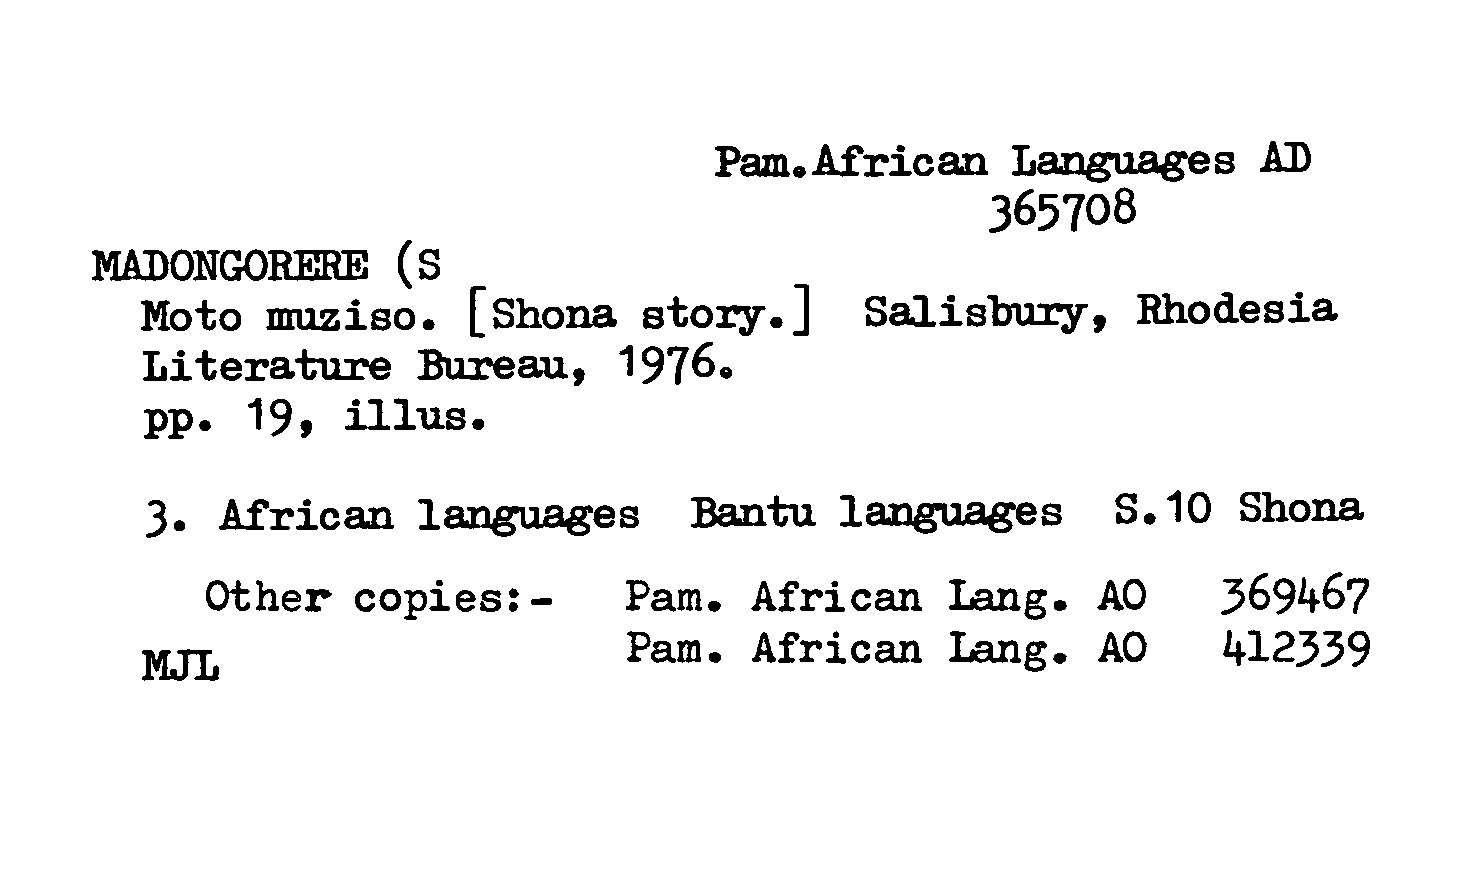 Pam.African Languages AD
365708
MADONGORERE (S
Moto muziso. [Shona story.] Salisbury, Rhodesia
Literature Bureau, 1976.
pp. 19, illus.
3. African languages Bantu languages S.10 Shona
Other copies:- Pam. African Lang. AO 369467
Pam. African Lang. AO 412339
MJL